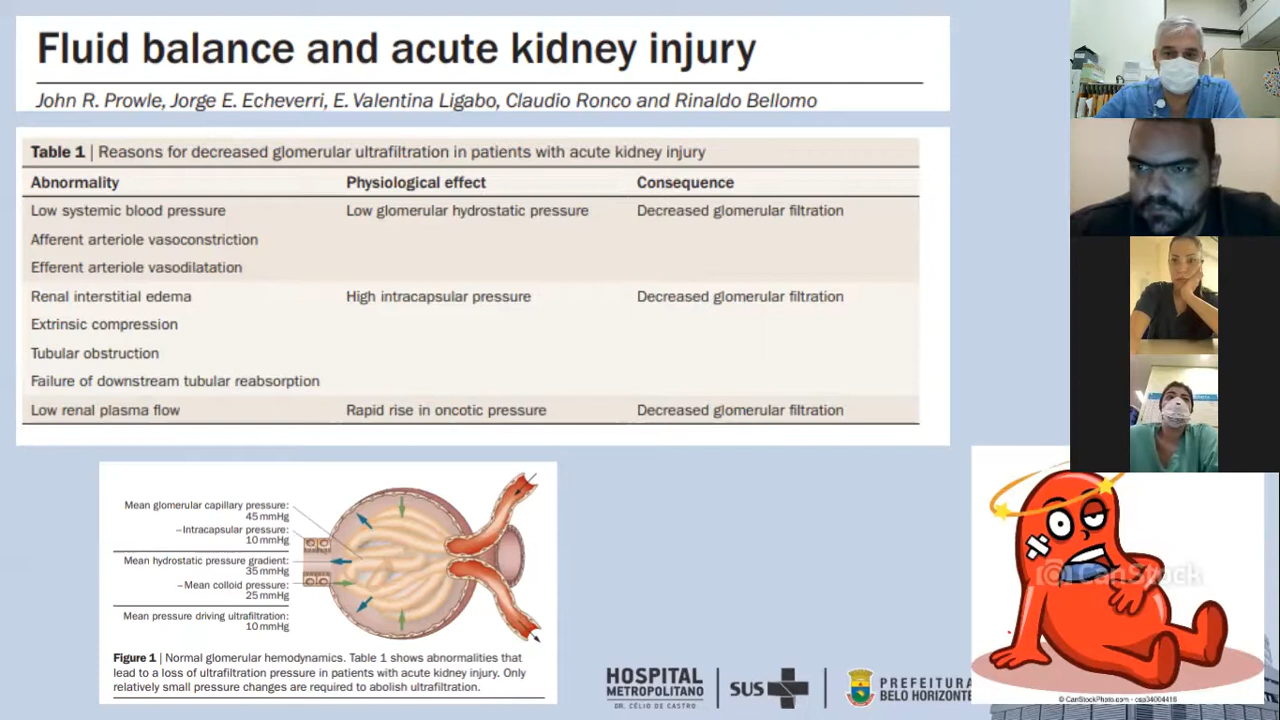 Fluid balance and acute kidney injury
John R. Prowle, Jorge E. Echeverri, E. Valentina Ligabo, Claudio Ronco and Rinaldo Bellomo
Table 1 | Reasons for decreased glomerular ultrafiltration in patients with acute kidney injury
Abnormality Physiological effect Consequence
Low systemic blood pressure Low glomerular hydrostatic pressure Decreased glomerular filtration
Afferent arteriole vasoconstriction
Efferent arteriole vasodilatation
Renal interstitial edema High intracapsular pressure Decreased glomerular filtration
Extrinsic compression
Tubular obstruction
Failure of downstream tubular reabsorption
Low renal plasma flow Rapid rise in oncotic pressure Decreased glomerular filtration
Mean glomerular capillary pressure:
45 mmHg
–Intracapsular pressure:
10 mmHg
Mean hydrostatic pressure gradient:
35 mmHg
–Mean colloid pressure:
25 mmHg
Mean pressure driving ultrafiltration:
10 mmHg
Figure 1 | Normal glomerular hemodynamics. Table 1 shows abnormalities that
lead to a loss of ultrafiltration pressure in patients with acute kidney injury. Only
relatively small pressure changes are required to abolish ultrafiltration.
HOSPITAL
METROPOLITANO
DR. CÉLIO DE CASTRO
SUS
PREFEITURA
BELO HORIZONTE
CanStock
© CanStockPhoto.com - csp34004416